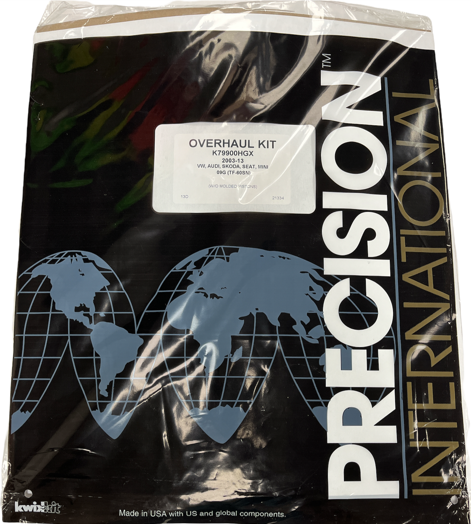 OVERHAUL KIT
K79900HGX
2003-13
VW, AUDI, SKODA, SEAT, MINI
09G (TF-60SN)
PRECISION™
INTERNATIONAL
kwikkit
Made in USA with US and global components.